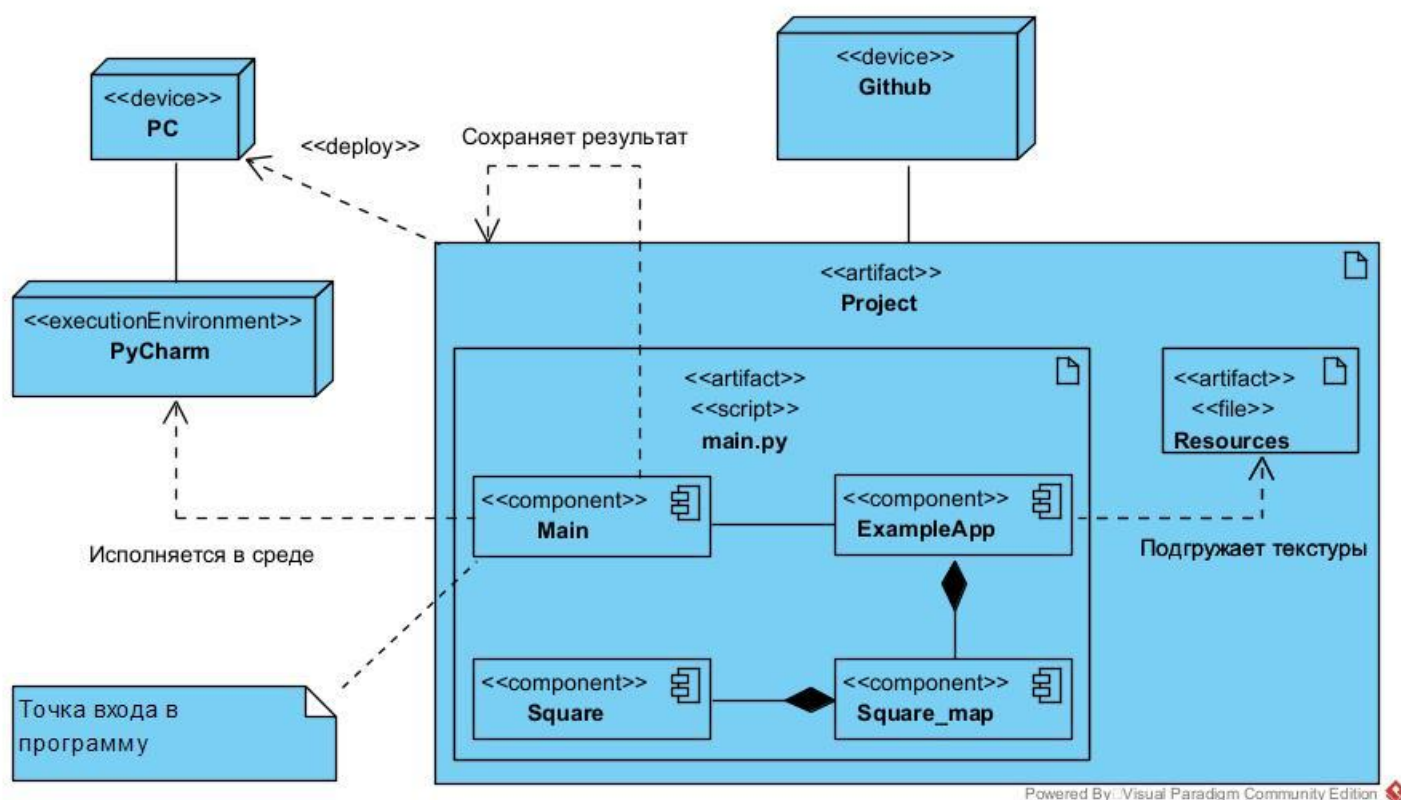 <<device>>
Github
<<device>>
PC
<<deploy>>
Сохраняет результат
<<artifact>>
Project
<<executionEnvironment>>
PyCharm
<<artifact>>
<<script>>
main.py
<<artifact>>
<<file>>
Resources
<<component>>
Main
<<component>>
ExampleApp
Исполняется в среде
Подгружает текстуры
<<component>>
Square
<<component>>
Square_map
Точка входа в
программу
Powered By Visual Paradigm Community Edition